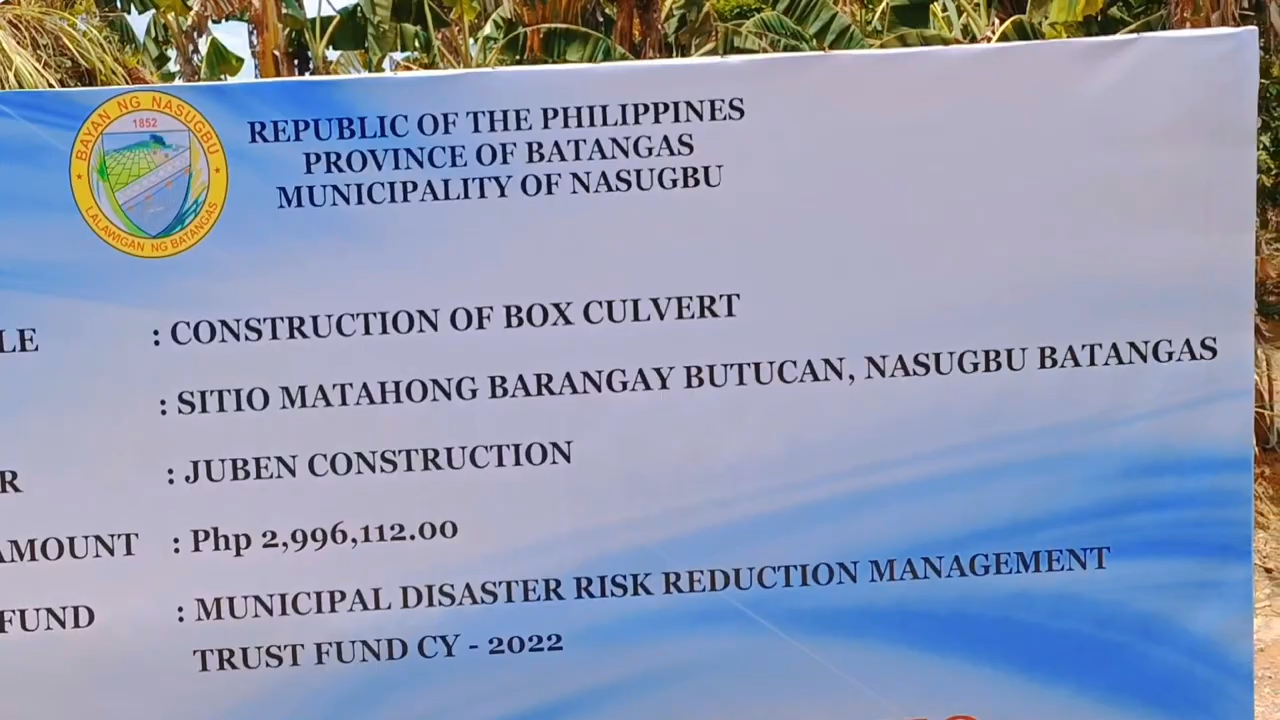 BAYAN NG NASUGBU
1852
LALAWIGAN NG BATANGAS
REPUBLIC OF THE PHILIPPINES
PROVINCE OF BATANGAS
MUNICIPALITY OF NASUGBU
LE : CONSTRUCTION OF BOX CULVERT
: SITIO MATAHONG BARANGAY BUTUCAN, NASUGBU BATANGAS
R : JUBEN CONSTRUCTION
AMOUNT : Php 2,996,112.00
FUND : MUNICIPAL DISASTER RISK REDUCTION MANAGEMENT
TRUST FUND CY - 2022